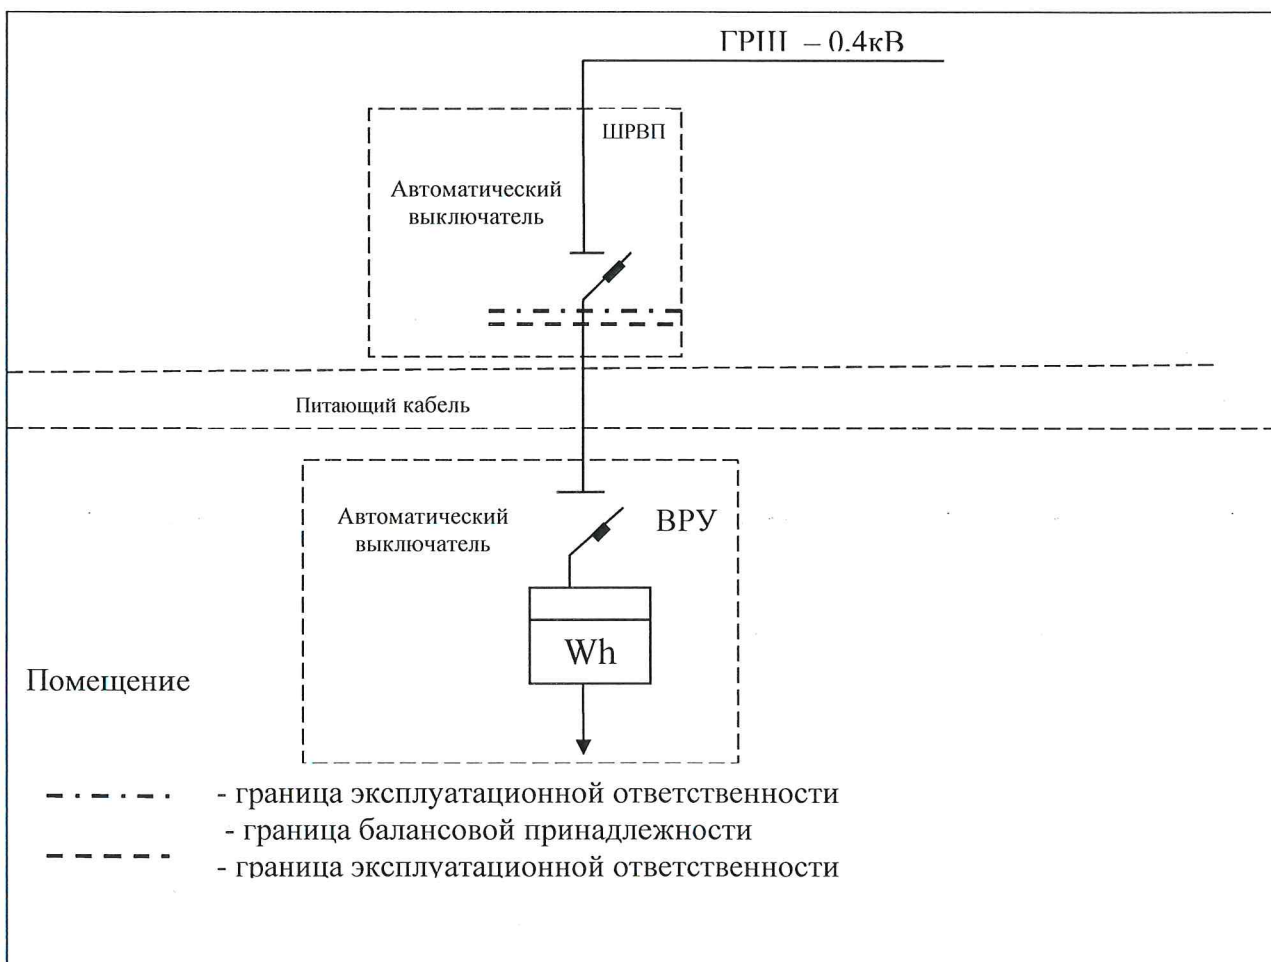 ГРЩ – 0.4кВ
ШРВП
Автоматический
выключатель
Питающий кабель
Автоматический
выключатель
ВРУ
Wh
Помещение
- граница эксплуатационной ответственности
- граница балансовой принадлежности
- граница эксплуатационной ответственности